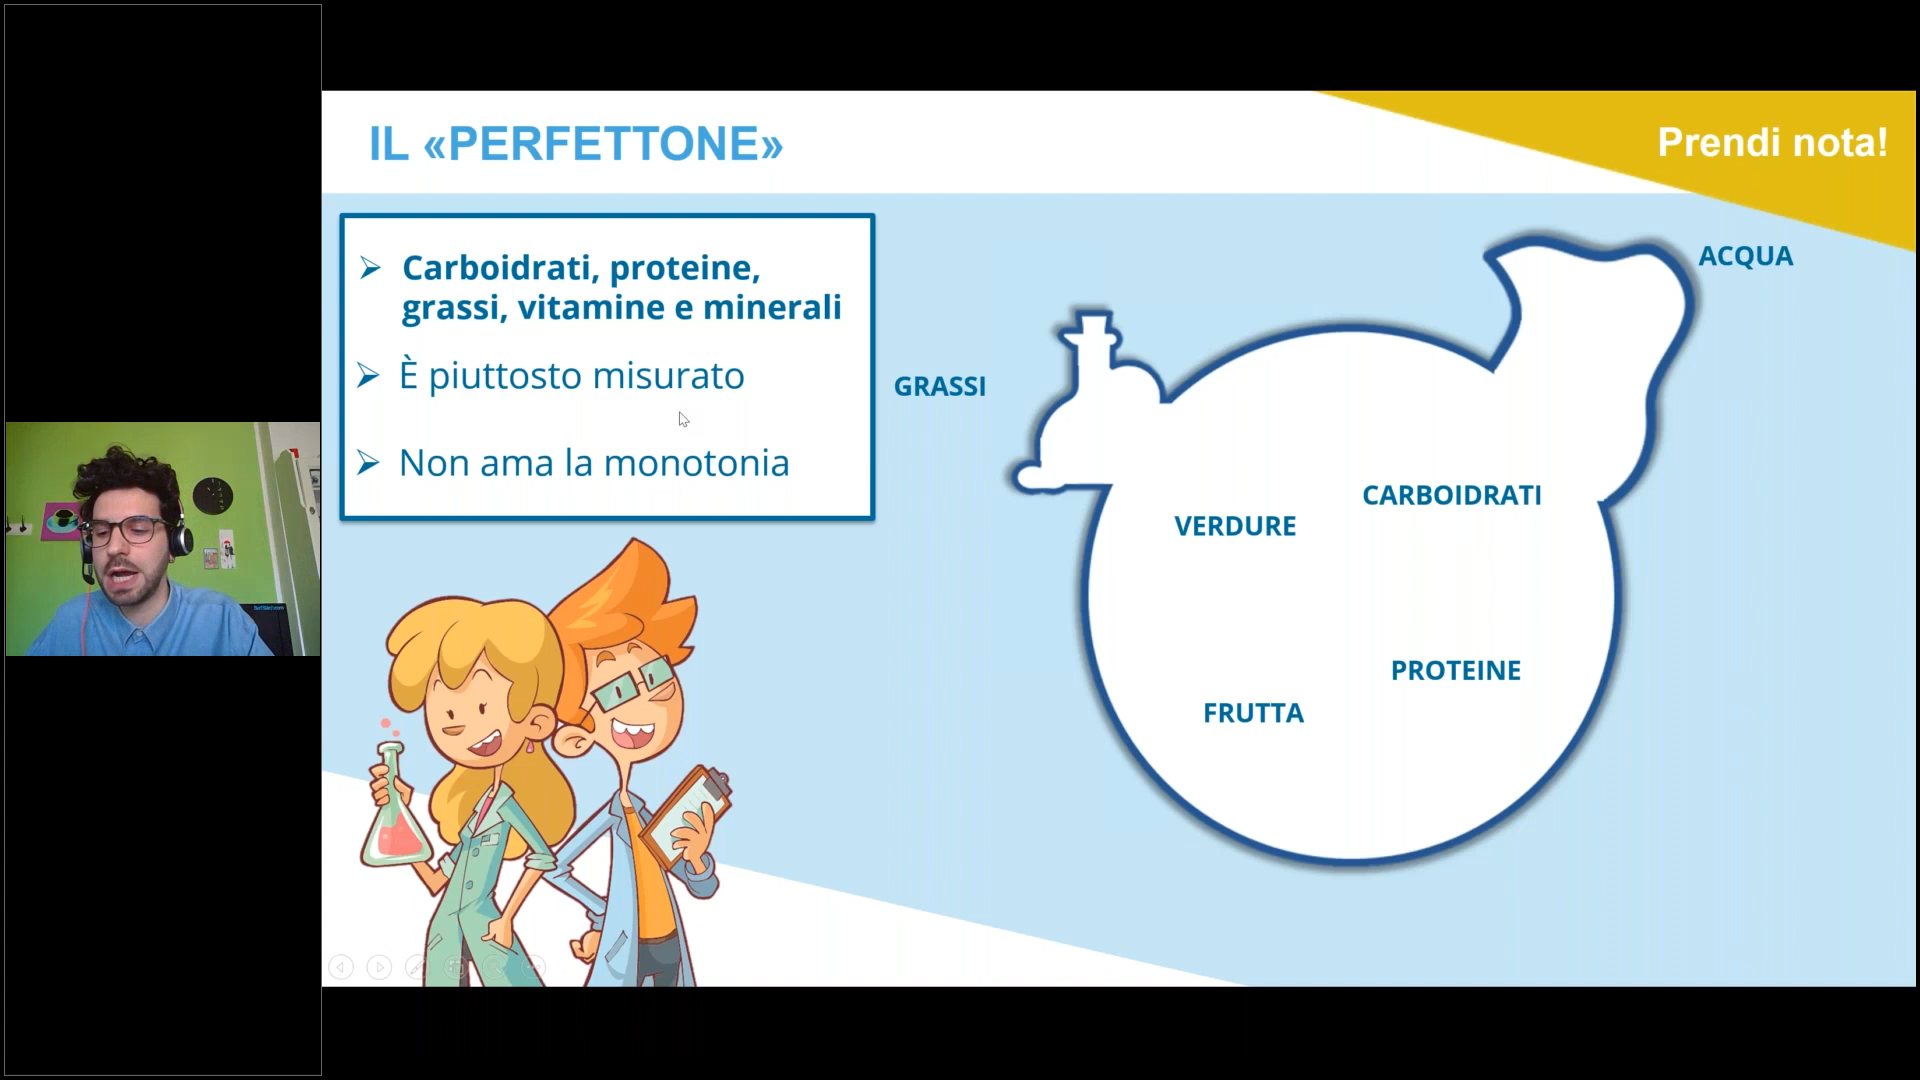 IL «PERFETTONE»
Prendi nota!
Carboidrati, proteine,
grassi, vitamine e minerali
È piuttosto misurato
Non ama la monotonia
ACQUA
GRASSI
CARBOIDRATI
VERDURE
PROTEINE
FRUTTA